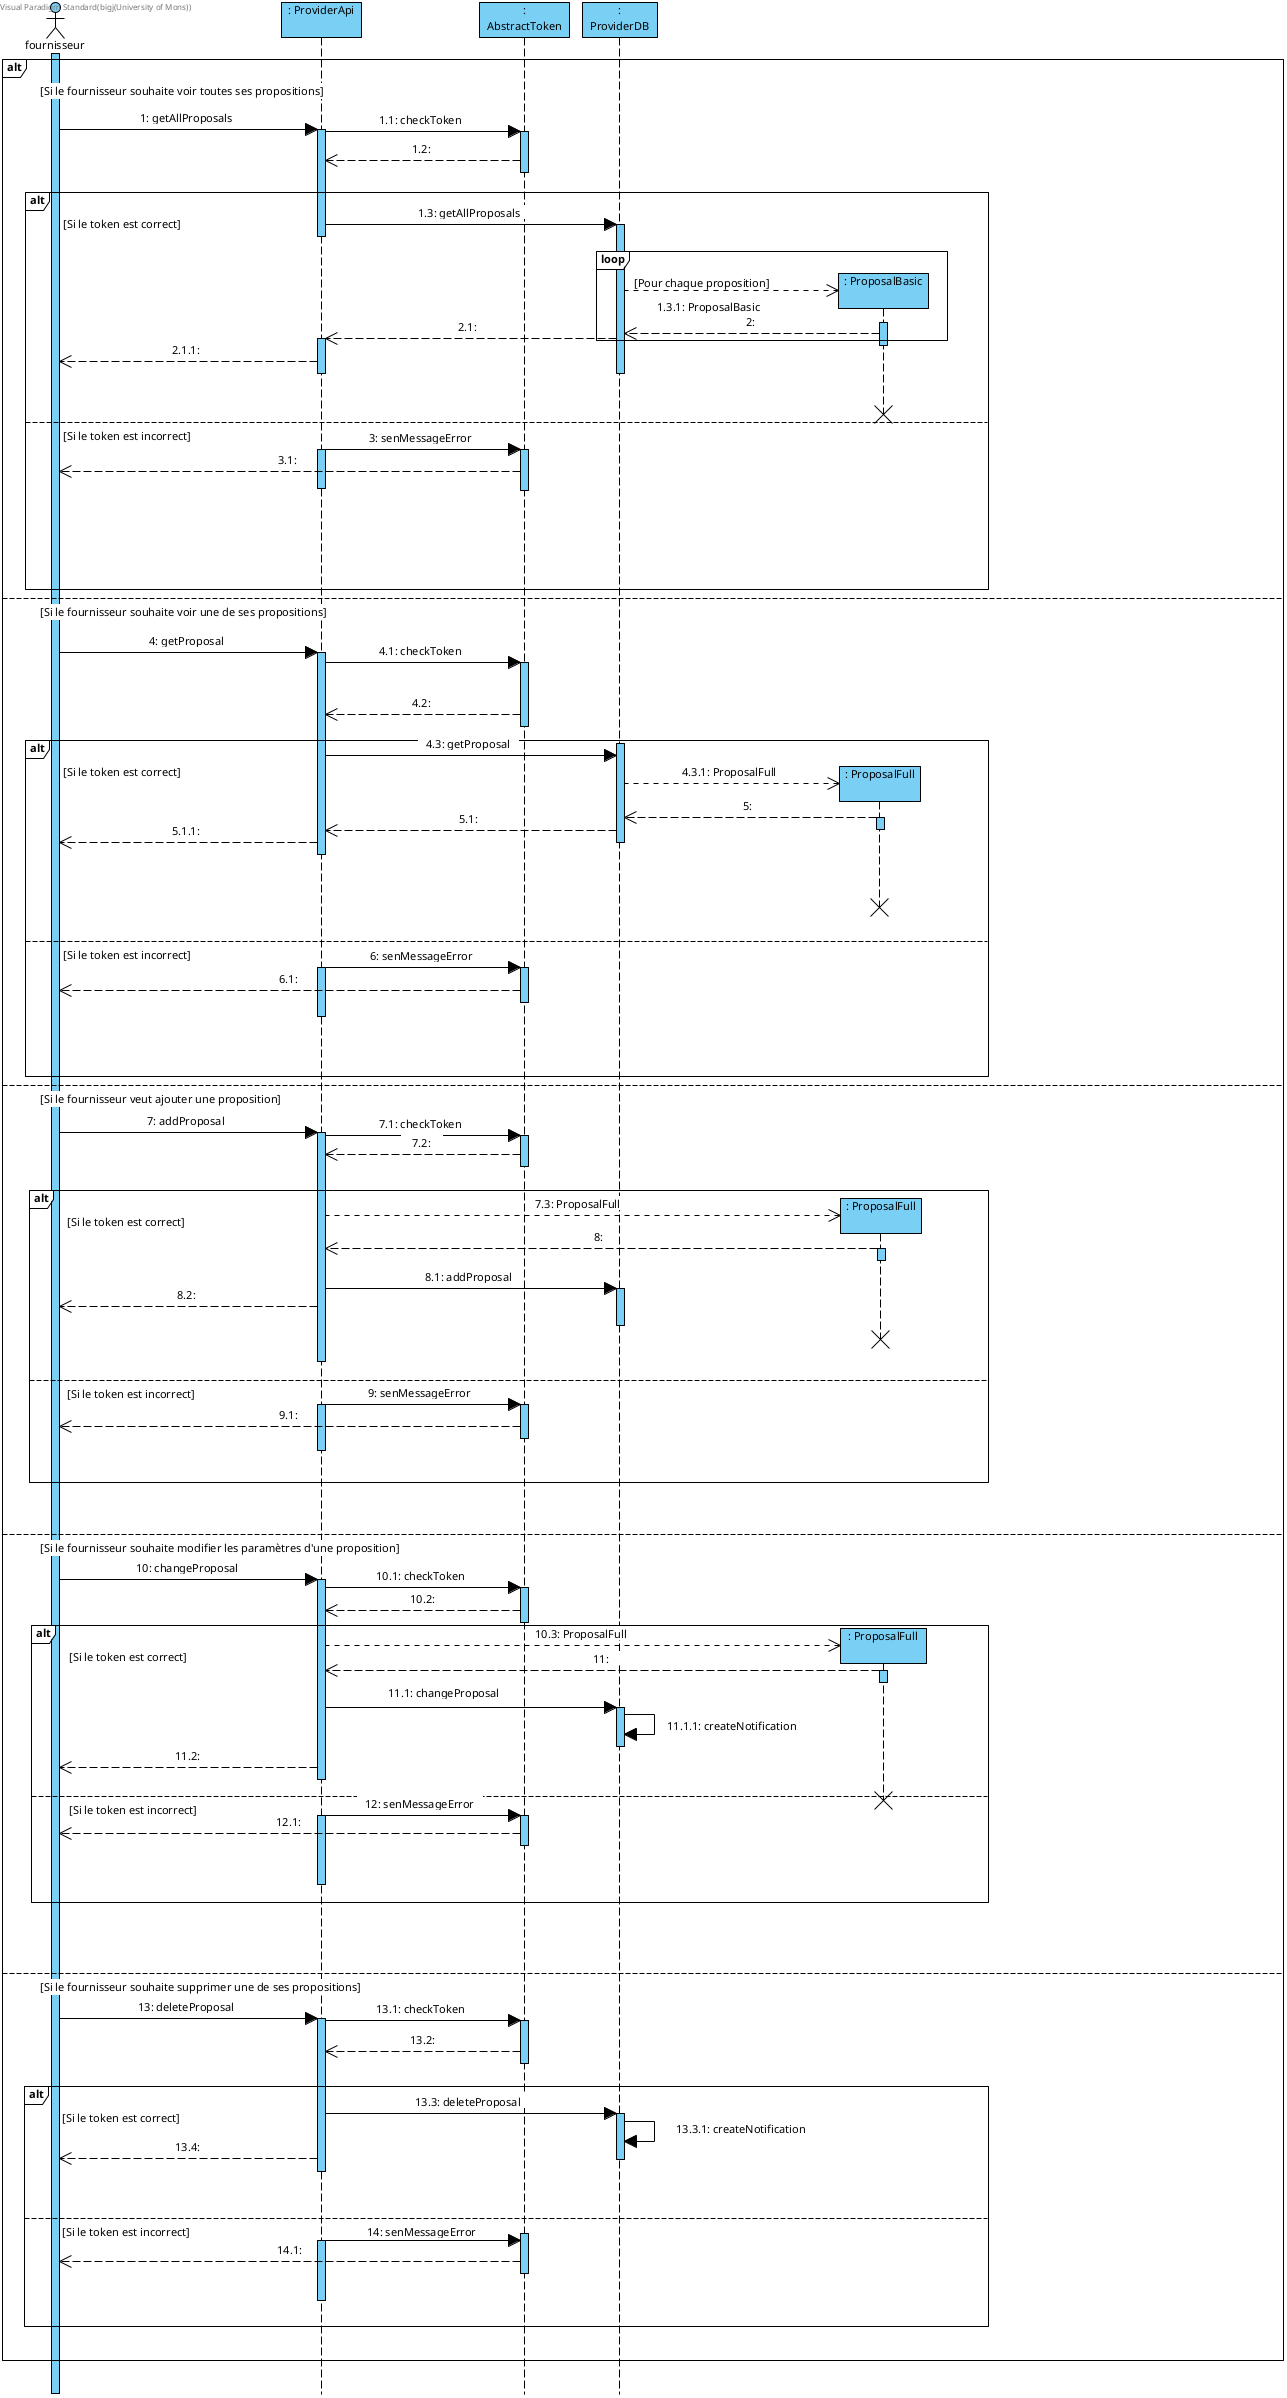 Visual Paradigm Standard(bigj(University of Mons))
fournisseur
: ProviderApi
:
AbstractToken
:
ProviderDB
alt
[Si le fournisseur souhaite voir toutes ses propositions]
1: getAllProposals
1.1: checkToken
1.2:
alt
[Si le token est correct]
1.3: getAllProposals
loop
[Pour chaque proposition]
: ProposalBasic
1.3.1: ProposalBasic
2:
2.1:
2.1.1:
[Si le token est incorrect]
3: senMessageError
3.1:
[Si le fournisseur souhaite voir une de ses propositions]
4: getProposal
4.1: checkToken
4.2:
alt
4.3: getProposal
[Si le token est correct]
4.3.1: ProposalFull
: ProposalFull
5:
5.1:
5.1.1:
[Si le token est incorrect]
6: senMessageError
6.1:
[Si le fournisseur veut ajouter une proposition]
7: addProposal
7.1: checkToken
7.2:
alt
7.3: ProposalFull
: ProposalFull
[Si le token est correct]
8:
8.1: addProposal
8.2:
[Si le token est incorrect]
9: senMessageError
9.1:
[Si le fournisseur souhaite modifier les paramètres d'une proposition]
10: changeProposal
10.1: checkToken
10.2:
alt
10.3: ProposalFull
: ProposalFull
[Si le token est correct]
11:
11.1: changeProposal
11.1.1: createNotification
11.2:
[Si le token est incorrect]
12: senMessageError
12.1:
[Si le fournisseur souhaite supprimer une de ses propositions]
13: deleteProposal
13.1: checkToken
13.2:
alt
13.3: deleteProposal
[Si le token est correct]
13.3.1: createNotification
13.4:
[Si le token est incorrect]
14: senMessageError
14.1: